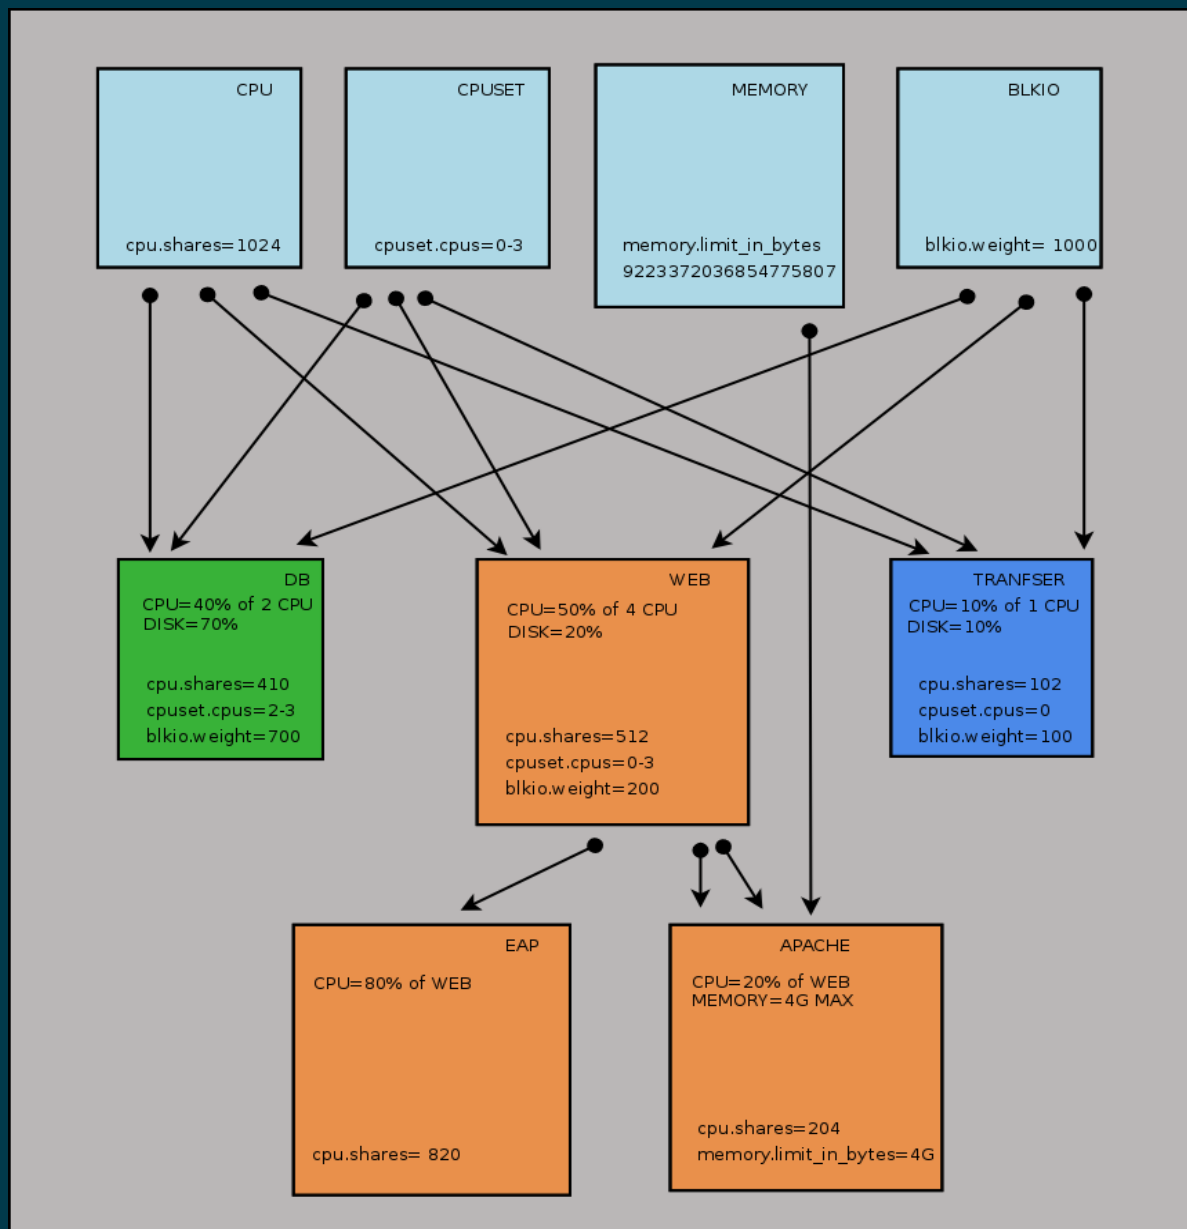 CPU
cpu.shares=1024
CPUSET
cpuset.cpus=0-3
MEMORY
memory.limit_in_bytes
9223372036854775807
BLKIO
blkio.weight= 1000
DB
CPU=40% of 2 CPU
DISK=70%
cpu.shares=410
cpuset.cpus=2-3
blkio.weight=700
WEB
CPU=50% of 4 CPU
DISK=20%
cpu.shares=512
cpuset.cpus=0-3
blkio.weight=200
TRANFSER
CPU=10% of 1 CPU
DISK=10%
cpu.shares=102
cpuset.cpus=0
blkio.weight=100
EAP
CPU=80% of WEB
cpu.shares= 820
APACHE
CPU=20% of WEB
MEMORY=4G MAX
cpu.shares=204
memory.limit_in_bytes=4G